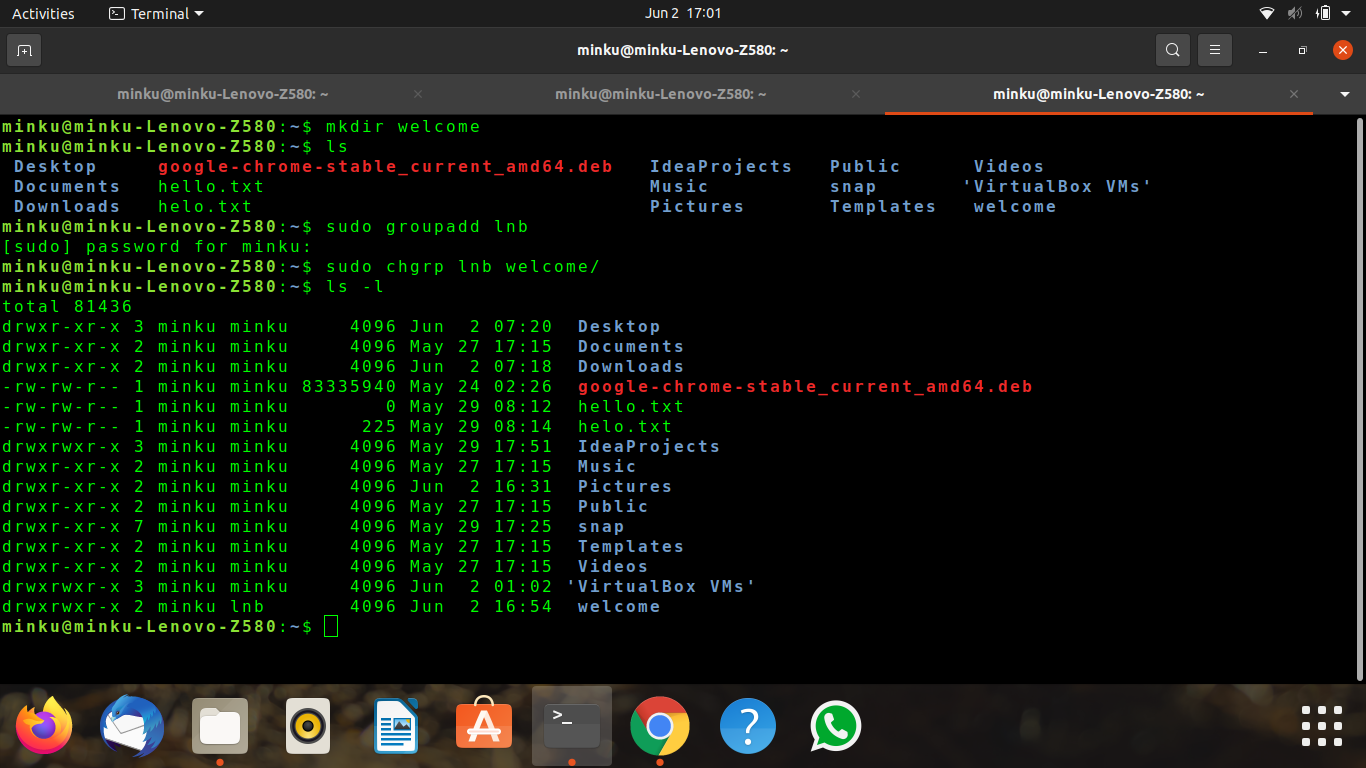 Activities Terminal Jun 2 17:01
minku@minku-Lenovo-Z580: ~
minku@minku-Lenovo-Z580: ~ minku@minku-Lenovo-Z580: ~ minku@minku-Lenovo-Z580: ~
minku@minku-Lenovo-Z580:~$ mkdir welcome
minku@minku-Lenovo-Z580:~$ ls
Desktop google-chrome-stable_current_amd64.deb IdeaProjects Public Videos
Documents hello.txt Music snap 'VirtualBox VMs'
Downloads helo.txt Pictures Templates welcome
minku@minku-Lenovo-Z580:~$ sudo groupadd lnb
[sudo] password for minku:
minku@minku-Lenovo-Z580:~$ sudo chgrp lnb welcome/
minku@minku-Lenovo-Z580:~$ ls -l
total 81436
drwxr-xr-x 3 minku minku 4096 Jun 2 07:20 Desktop
drwxr-xr-x 2 minku minku 4096 May 27 17:15 Documents
drwxr-xr-x 2 minku minku 4096 Jun 2 07:18 Downloads
-rw-rw-r-- 1 minku minku 83335940 May 24 02:26 google-chrome-stable_current_amd64.deb
-rw-rw-r-- 1 minku minku 0 May 29 08:12 hello.txt
-rw-rw-r-- 1 minku minku 225 May 29 08:14 helo.txt
drwxrwxr-x 3 minku minku 4096 May 29 17:51 IdeaProjects
drwxr-xr-x 2 minku minku 4096 May 27 17:15 Music
drwxr-xr-x 2 minku minku 4096 Jun 2 16:31 Pictures
drwxr-xr-x 2 minku minku 4096 May 27 17:15 Public
drwxr-xr-x 7 minku minku 4096 May 29 17:25 snap
drwxr-xr-x 2 minku minku 4096 May 27 17:15 Templates
drwxr-xr-x 2 minku minku 4096 May 27 17:15 Videos
drwxrwxr-x 3 minku minku 4096 Jun 2 01:02 'VirtualBox VMs'
drwxrwxr-x 2 minku lnb 4096 Jun 2 16:54 welcome
minku@minku-Lenovo-Z580:~$